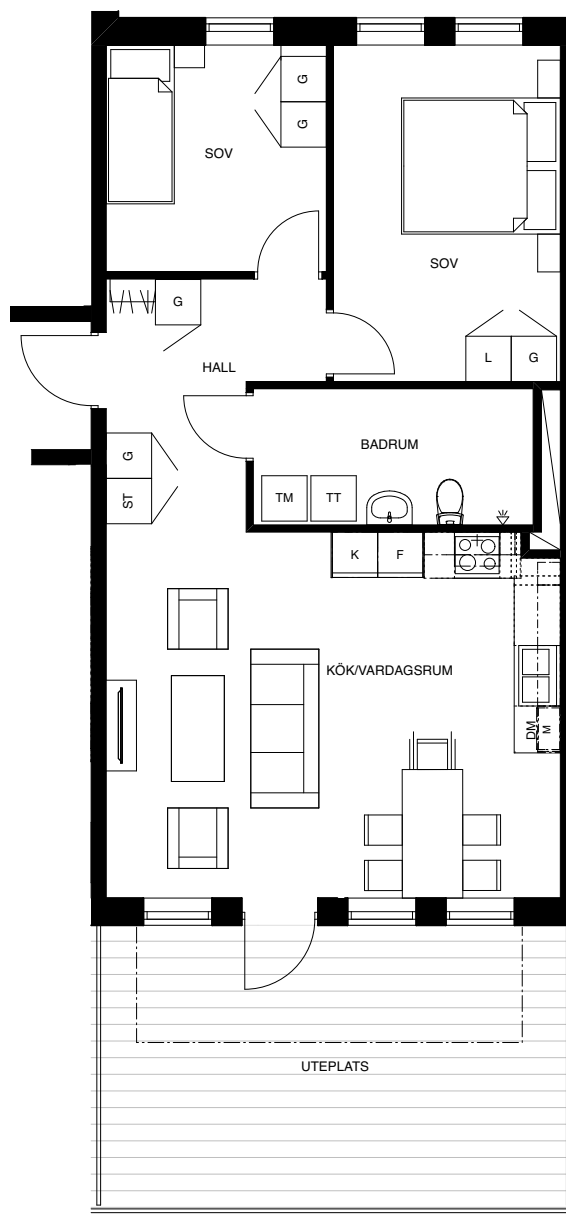 G
G
SOV
SOV
G
L
G
HALL
BADRUM
G
ST
TM
TT
K
F
KÖK/VARDAGSRUM
DM
M
UTEPLATS